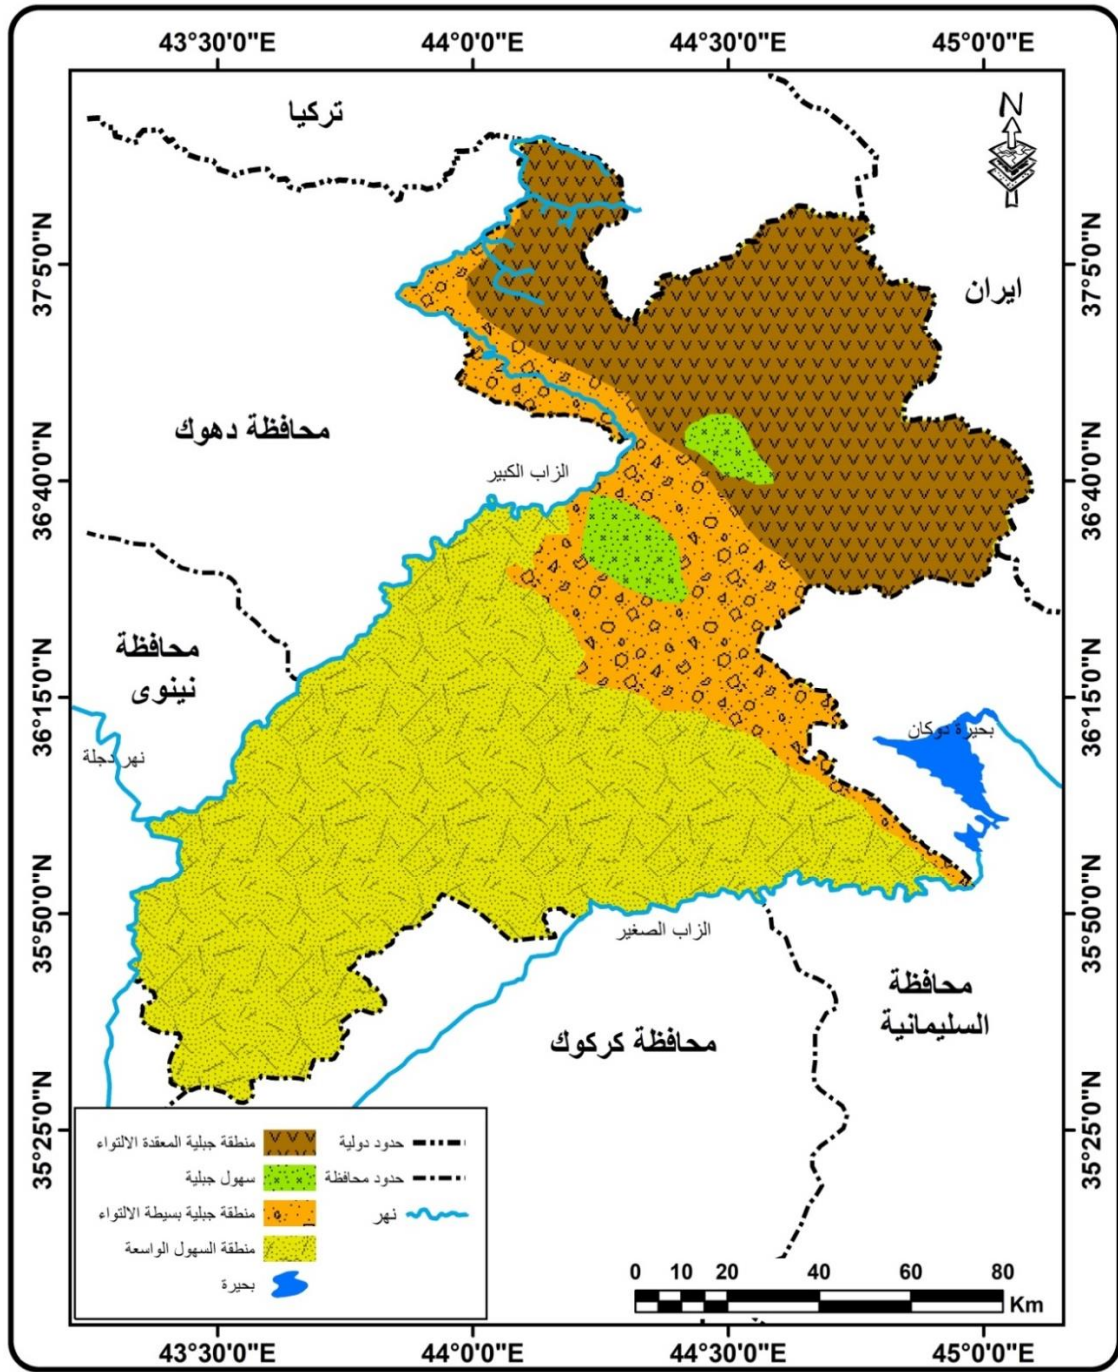 43°30'0"E 44°0'0"E 44°30'0"E 45°0'0"E
N
تركيا
37°5'0"N
37°5'0"N
ايران
محافظة دهوك
الزاب الكبير
36°40'0"N
36°40'0"N
محافظة
نينوى
36°15'0"N
36°15'0"N
بحيرة دوكان
نهر دجلة
35°50'0"N
35°50'0"N
الزاب الصغير
محافظة
السليمانية
محافظة كركوك
35°25'0"N
35°25'0"N
حدود دولية
حدود محافظة
نهر
منطقة جبلية المعقدة الالتواء
سهول جبلية
منطقة جبلية بسيطة الالتواء
منطقة السهول الواسعة
بحيرة
0 10 20 40 60 80
Km
43°30'0"E 44°0'0"E 44°30'0"E 45°0'0"E